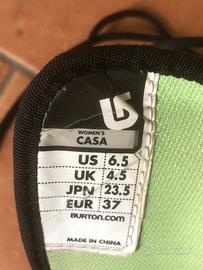 WOMEN'S
CASA
US 6.5
UK 4.5
JPN 23.5
EUR 37
BURTON.com
MADE IN CHINA